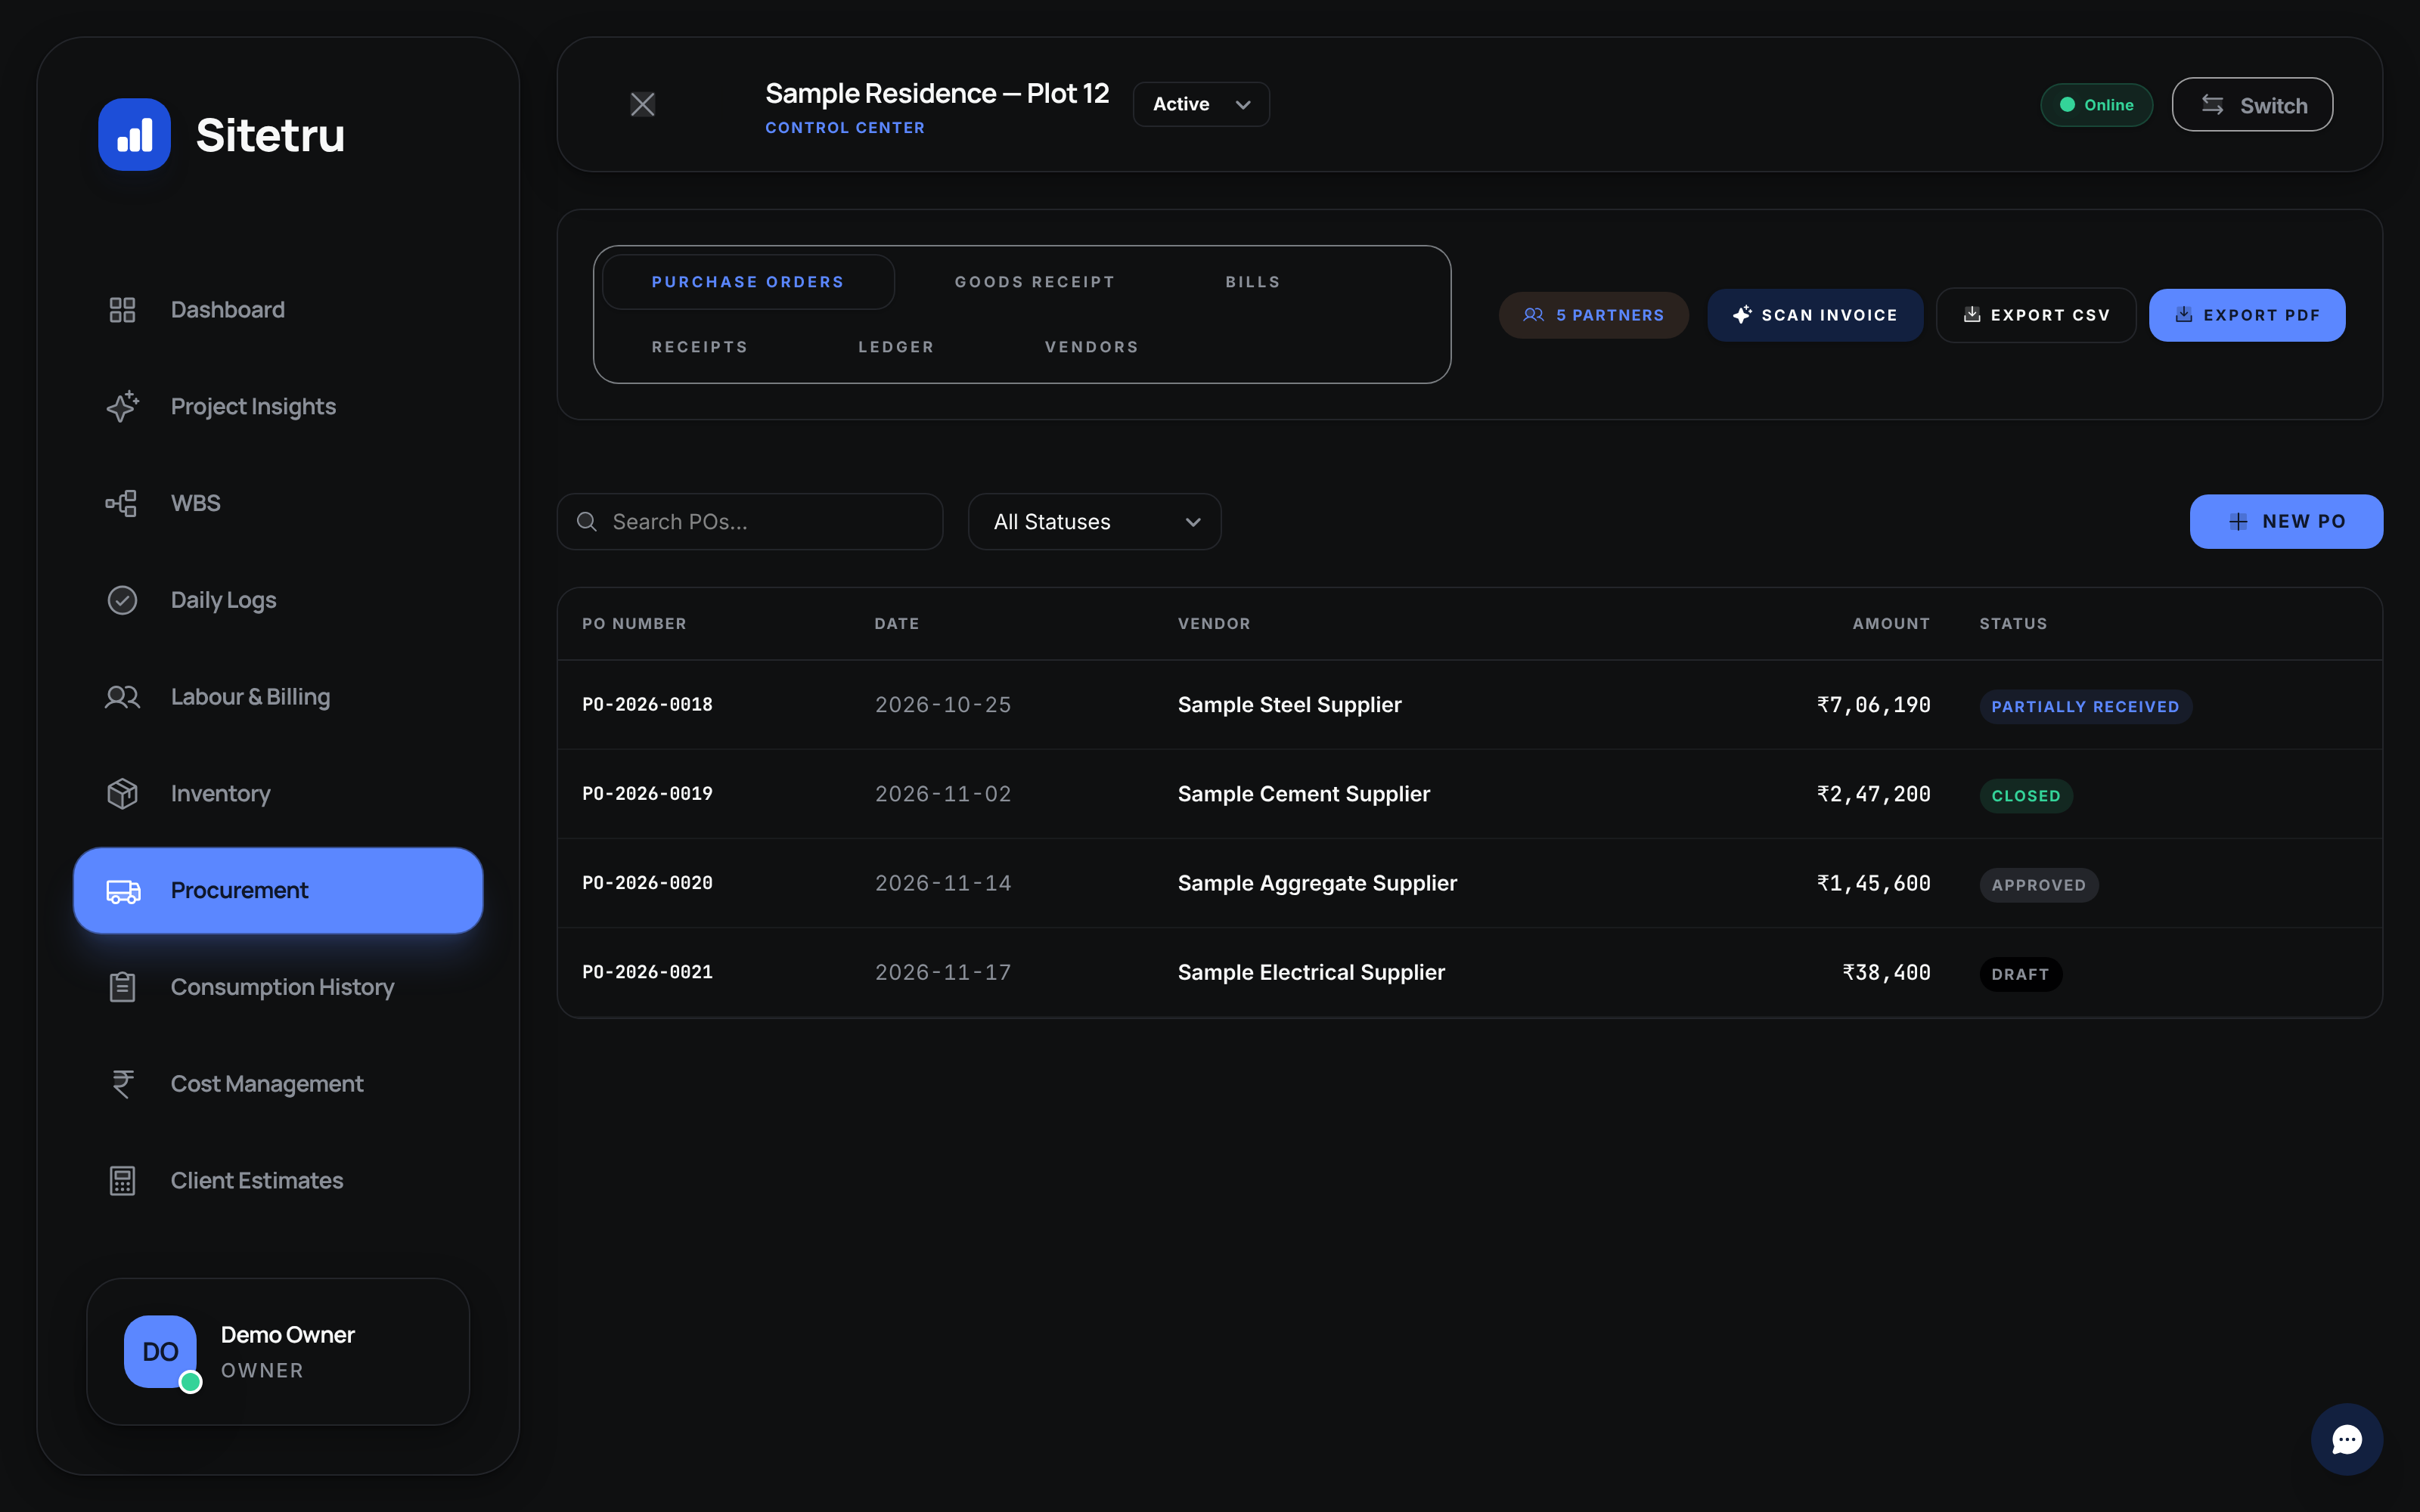 Sitetru
Dashboard
Project Insights
WBS
Daily Logs
Labour & Billing
Inventory
Procurement
Consumption History
Cost Management
Client Estimates
DO
Demo Owner
OWNER
Sample Residence — Plot 12
CONTROL CENTER
Active
Online
Switch
PURCHASE ORDERS GOODS RECEIPT BILLS
RECEIPTS LEDGER VENDORS
5 PARTNERS
SCAN INVOICE
EXPORT CSV
EXPORT PDF
Search POs...
All Statuses
NEW PO
PO NUMBER DATE VENDOR AMOUNT STATUS
PO-2026-0018 2026-10-25 Sample Steel Supplier ₹7,06,190 PARTIALLY RECEIVED
PO-2026-0019 2026-11-02 Sample Cement Supplier ₹2,47,200 CLOSED
PO-2026-0020 2026-11-14 Sample Aggregate Supplier ₹1,45,600 APPROVED
PO-2026-0021 2026-11-17 Sample Electrical Supplier ₹38,400 DRAFT